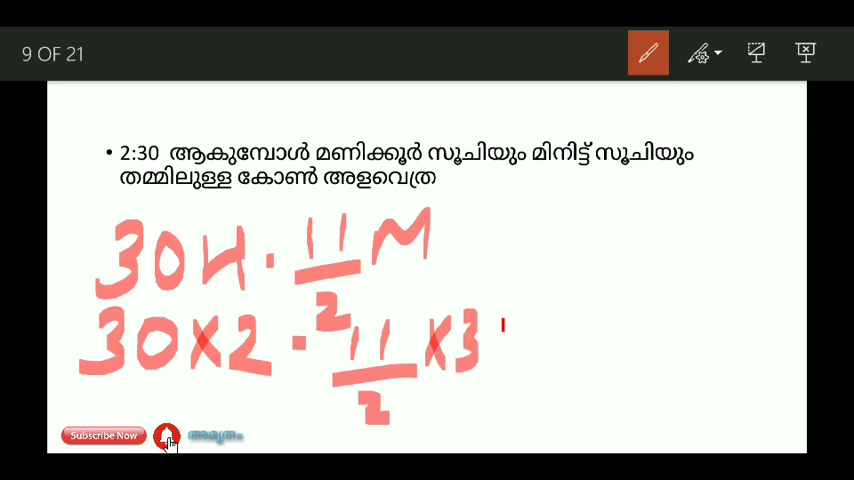 9 OF 21
• 2:30 ആകുമ്പോൾ മണിക്കൂർ സൂചിയും മിനിട്ട് സൂചിയും
തമ്മിലുള്ള കോൺ അളവെത്ര
30H - 11/2 M
30×2 - 11/2 ×3
Subscribe Now
അമൃതം